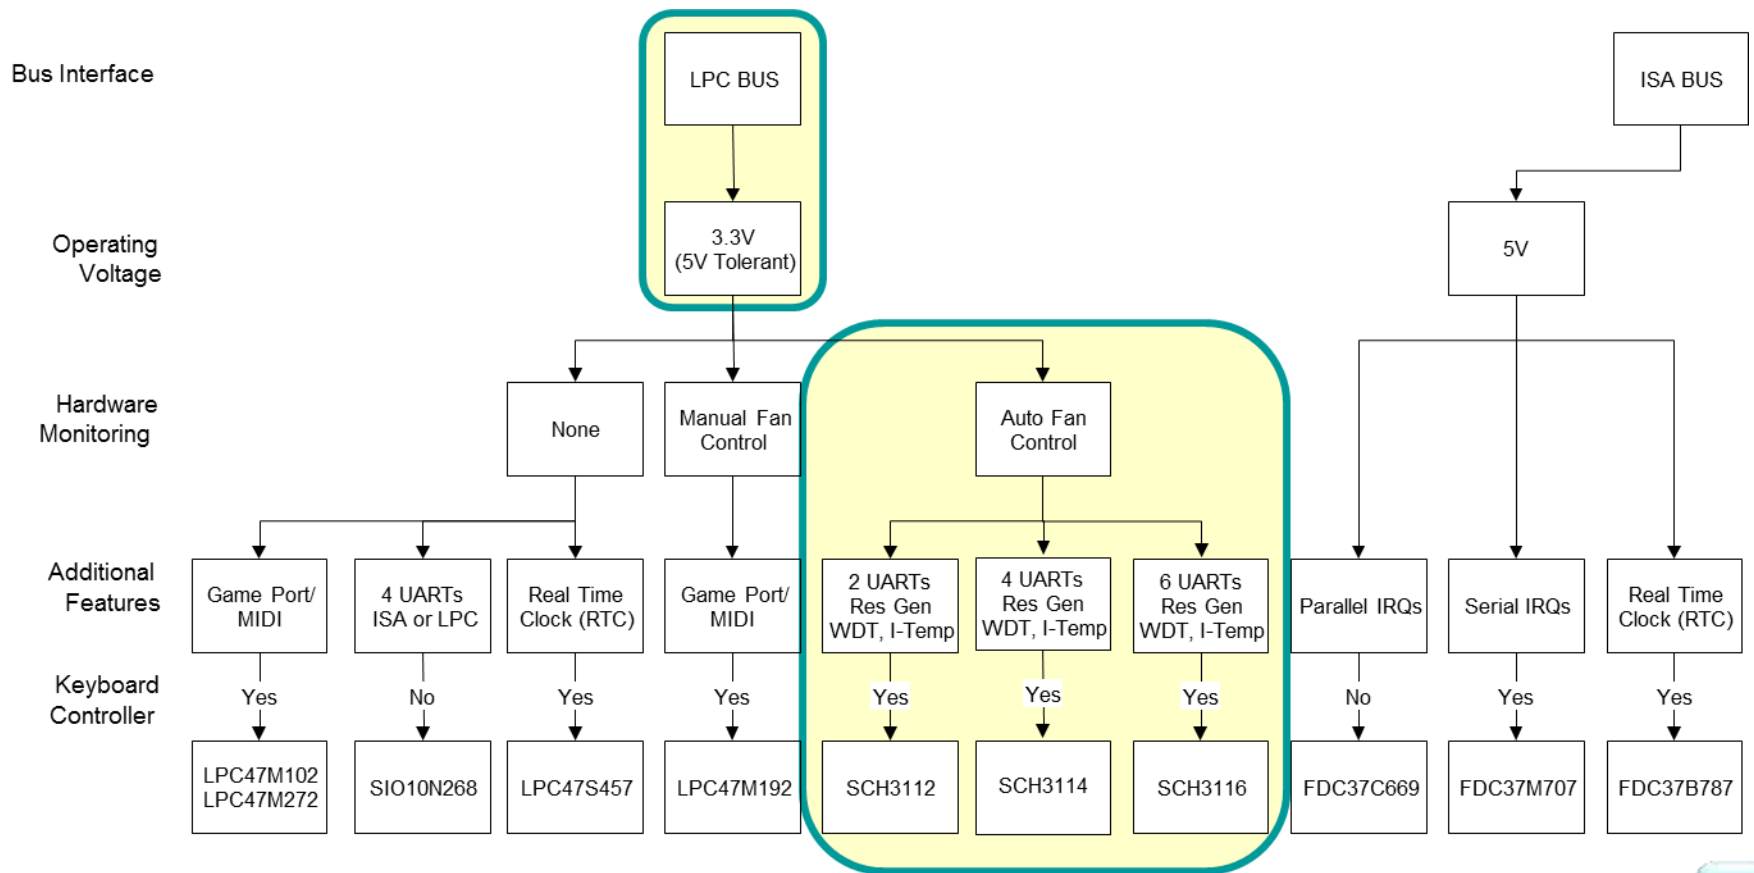 Bus Interface
LPC BUS
ISA BUS
Operating
Voltage
3.3V
(5V Tolerant)
5V
Hardware
Monitoring
None
Manual Fan
Control
Auto Fan
Control
Additional
Features
Game Port/
MIDI
4 UARTs
ISA or LPC
Real Time
Clock (RTC)
Game Port/
MIDI
2 UARTs
Res Gen
WDT, I-Temp
4 UARTs
Res Gen
WDT, I-Temp
6 UARTs
Res Gen
WDT, I-Temp
Parallel IRQs
Serial IRQs
Real Time
Clock (RTC)
Keyboard
Controller
Yes
No
Yes
Yes
Yes
Yes
Yes
No
Yes
Yes
LPC47M102
LPC47M272
SIO10N268
LPC47S457
LPC47M192
SCH3112
SCH3114
SCH3116
FDC37C669
FDC37M707
FDC37B787